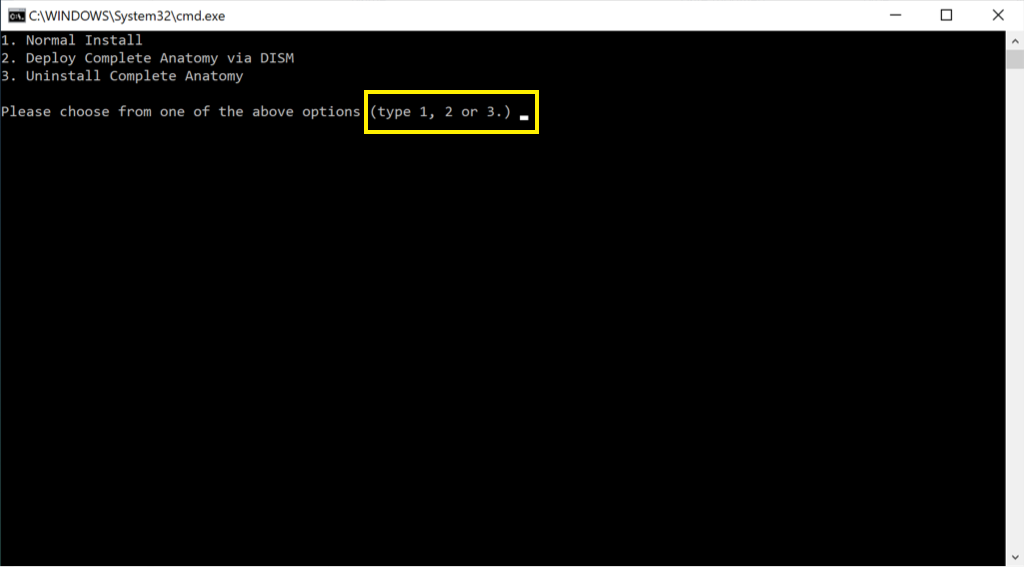 C:\WINDOWS\System32\cmd.exe
1. Normal Install
2. Deploy Complete Anatomy via DISM
3. Uninstall Complete Anatomy
Please choose from one of the above options (type 1, 2 or 3.)